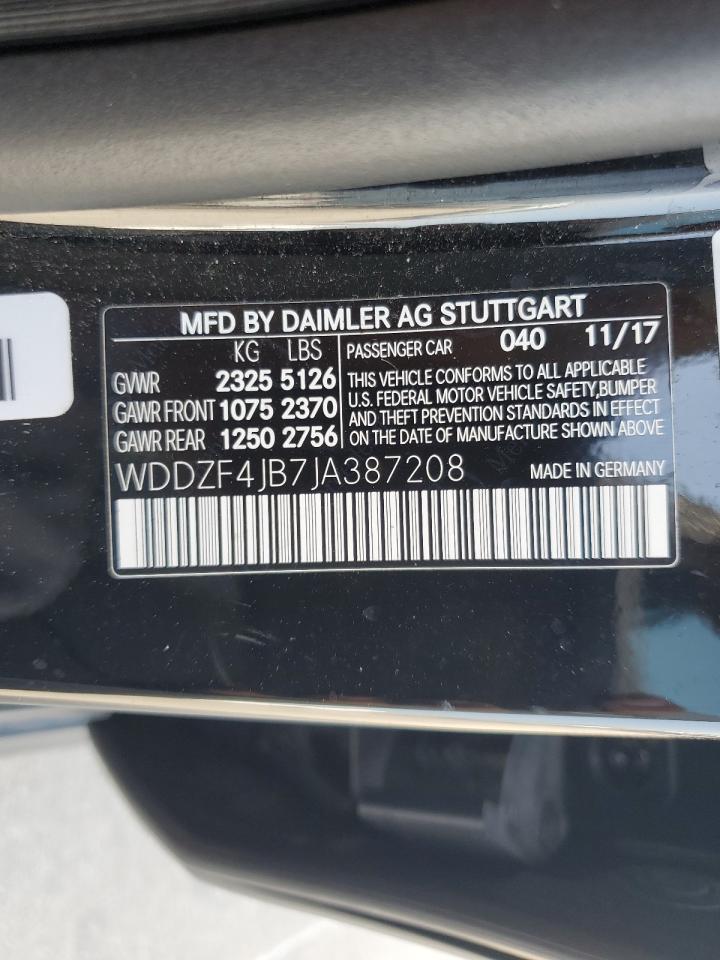 MFD BY DAIMLER AG STUTTGART
KG LBS
GVWR 2325 5126
GAWR FRONT 1075 2370
GAWR REAR 1250 2756
PASSENGER CAR 040 11/17
THIS VEHICLE CONFORMS TO ALL APPLICABLE
U.S. FEDERAL MOTOR VEHICLE SAFETY,BUMPER
AND THEFT PREVENTION STANDARDS IN EFFECT
ON THE DATE OF MANUFACTURE SHOWN ABOVE
WDDZF4JB7JA387208 MADE IN GERMANY